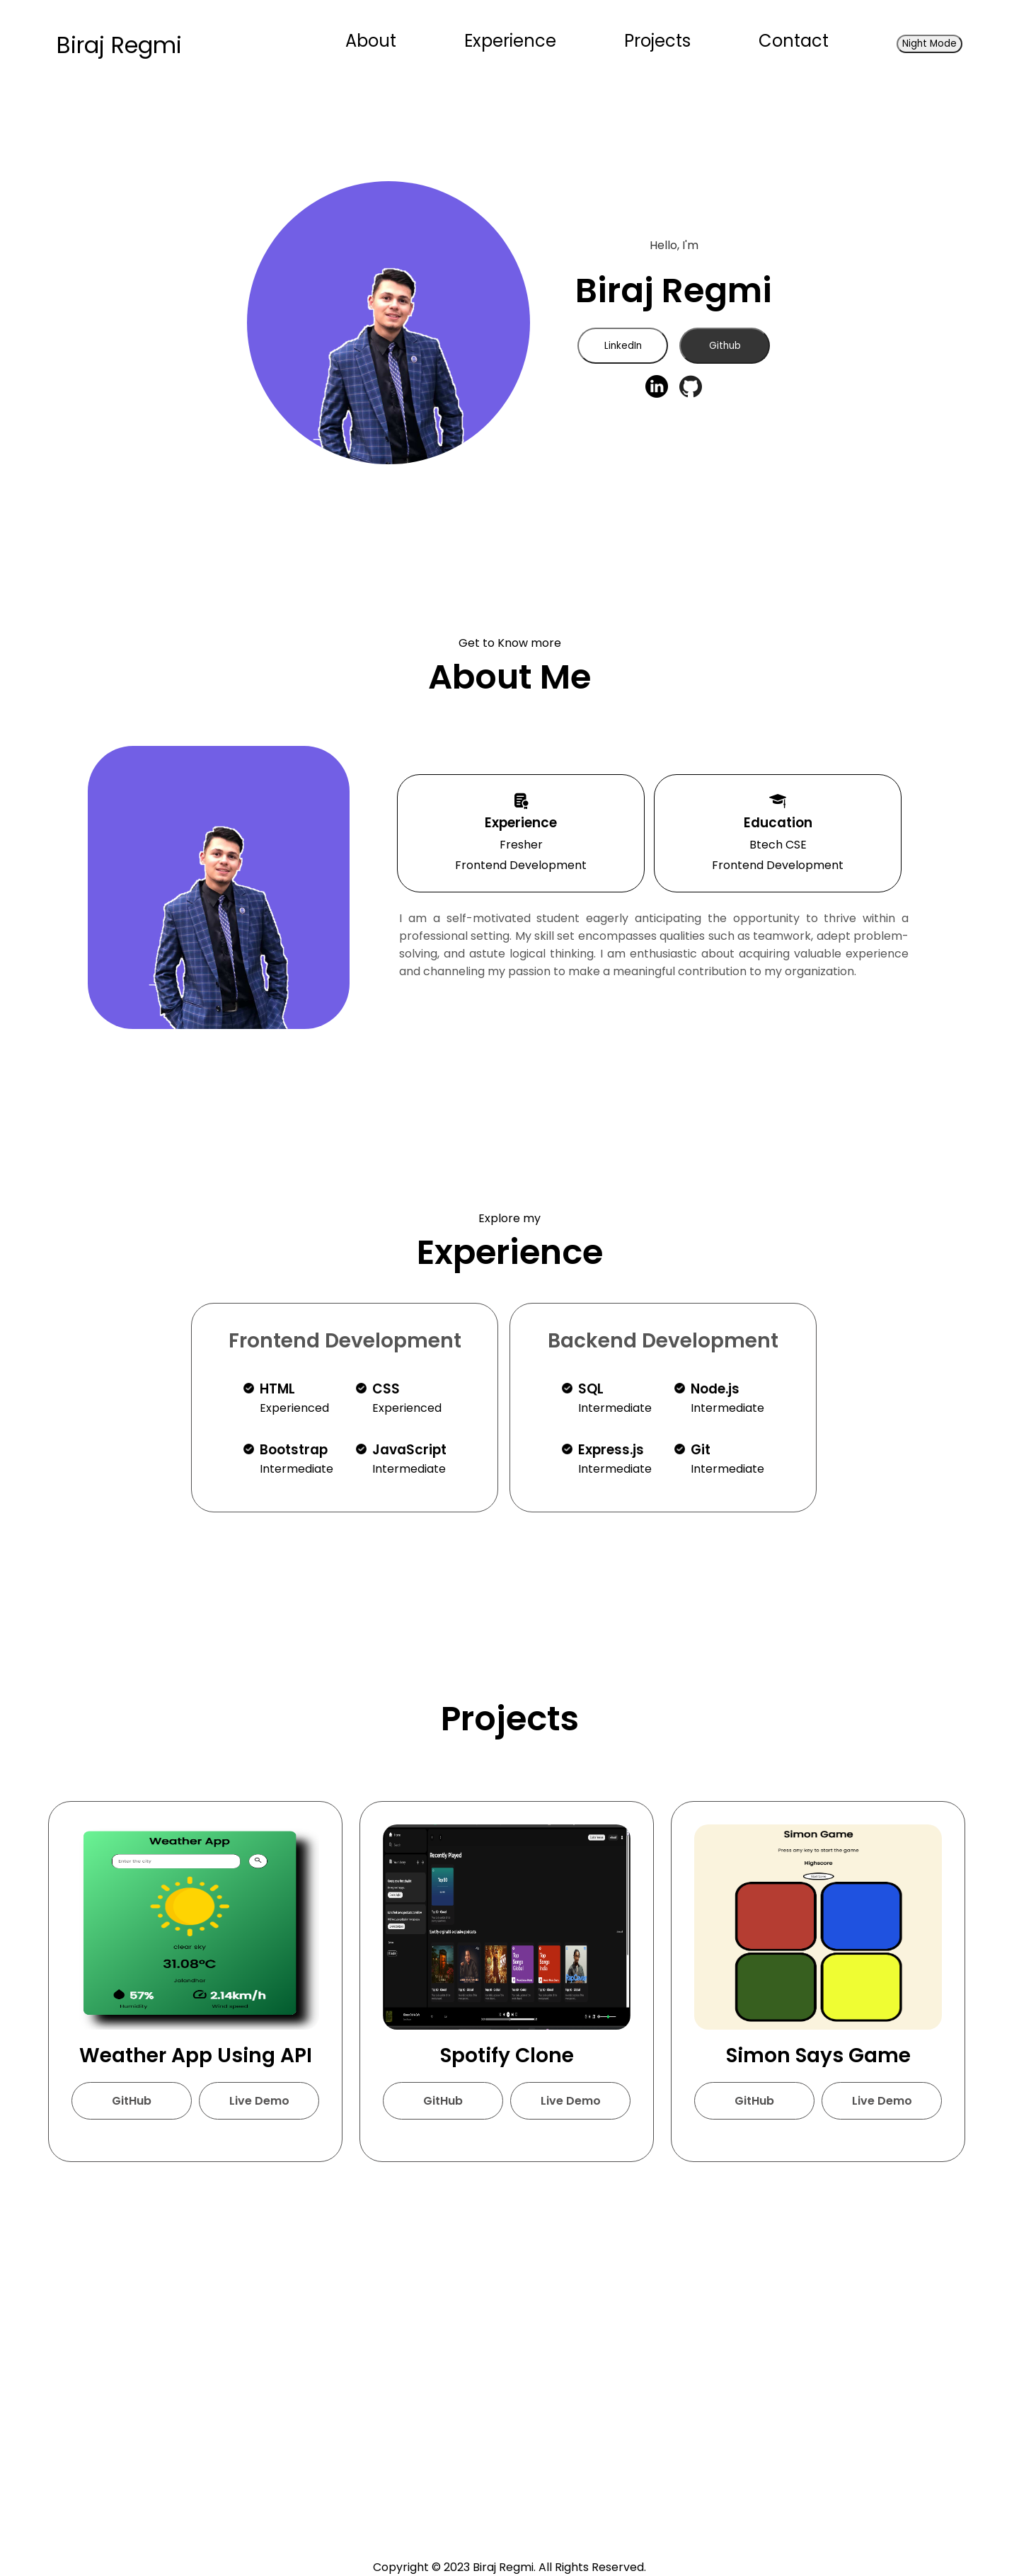 Biraj Regmi
About
Experience
Projects
Contact
Night Mode
Hello, I'm
Biraj Regmi
LinkedIn
Github
in
Get to Know more
About Me
Experience
Fresher
Frontend Development
Education
Btech CSE
Frontend Development
I am a self-motivated student eagerly anticipating the opportunity to thrive within a
professional setting. My skill set encompasses qualities such as teamwork, adept problem-
solving, and astute logical thinking. I am enthusiastic about acquiring valuable experience
and channeling my passion to make a meaningful contribution to my organization.
Explore my
Experience
Frontend Development
HTML
Experienced
CSS
Experienced
Bootstrap
Intermediate
JavaScript
Intermediate
Backend Development
SQL
Intermediate
Node.js
Intermediate
Express.js
Intermediate
Git
Intermediate
Projects
Weather App
Enter the city
clear sky
31.08°C
Jalandhar
57%
Humidity
2.14km/h
Wind speed
Weather App Using API
GitHub
Live Demo
Recently Played
Spotify Clone
GitHub
Live Demo
Simon Game
Press any key to start the game
Highscore
Simon Says Game
GitHub
Live Demo
Copyright © 2023 Biraj Regmi. All Rights Reserved.